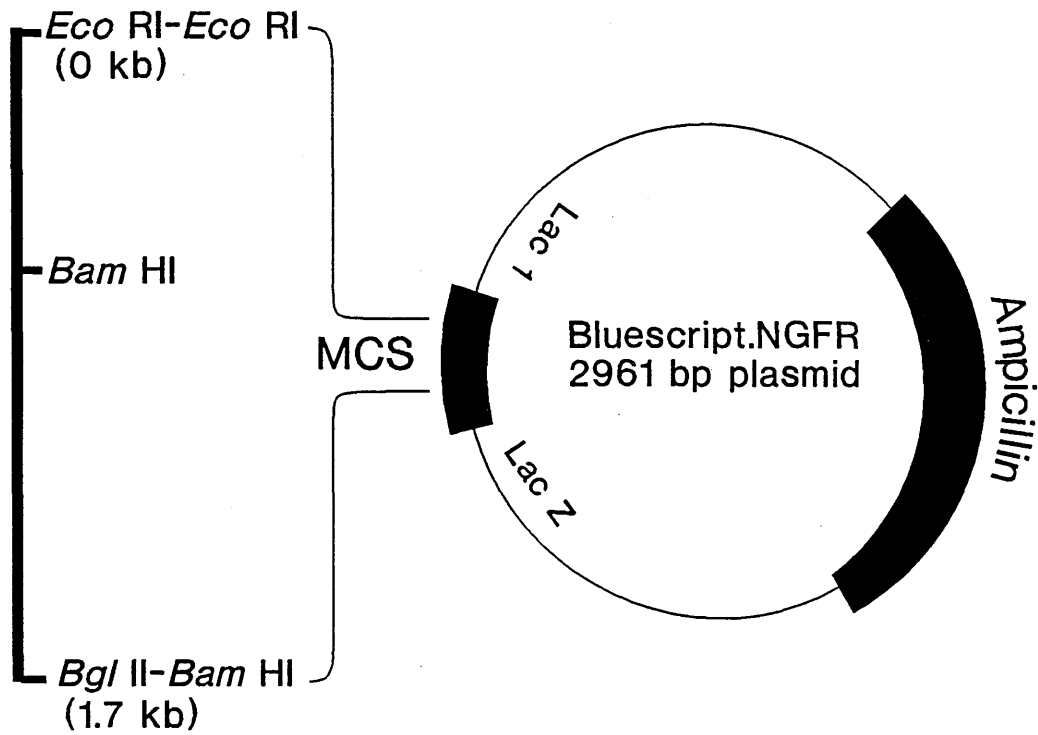 Eco RI-Eco RI
(0 kb)
Bam HI
Bgl II-Bam HI
(1.7 kb)
MCS
Lac 1
Lac Z
Bluescript.NGFR
2961 bp plasmid
Ampicillin